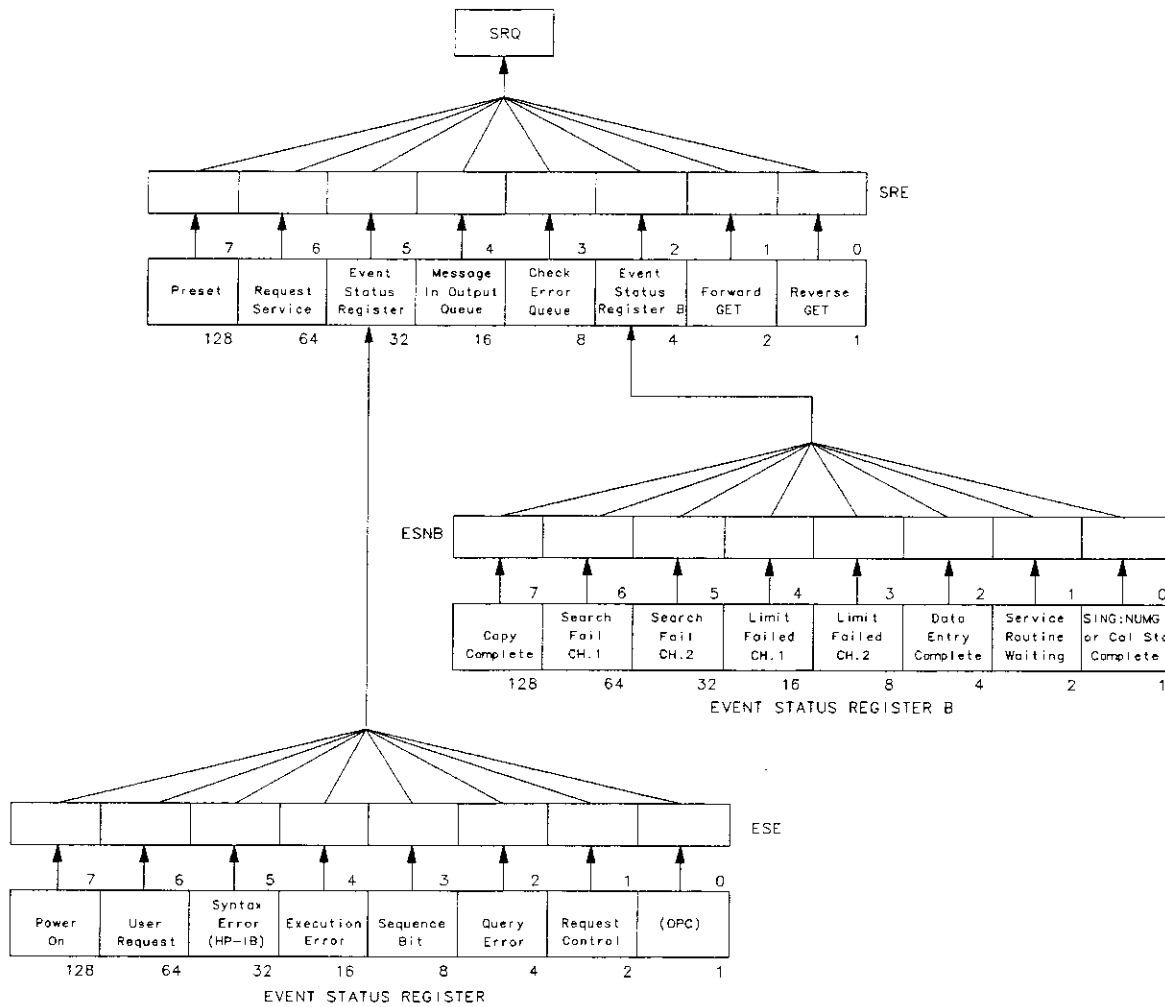 SRQ
SRE
7 6 5 4 3 2 1 0
Preset
Request
Service
Event
Status
Register
Message
In Output
Queue
Check
Error
Queue
Event
Status
Register B
Forward
GET
Reverse
GET
128 64 32 16 8 4 2 1
ESNB
7 6 5 4 3 2 1 0
Copy
Complete
Search
Fail
CH.1
Search
Fail
CH.2
Limit
Failed
CH.1
Limit
Failed
CH.2
Data
Entry
Complete
Service
Routine
Waiting
SING:NUMG
or Cal
Complete
128 64 32 16 8 4 2 1
EVENT STATUS REGISTER B
ESE
7 6 5 4 3 2 1 0
Power
On
User
Request
Syntax
Error
(HP-IB)
Execution
Error
Sequence
Bit
Query
Error
Request
Control
(OPC)
128 64 32 16 8 4 2 1
EVENT STATUS REGISTER